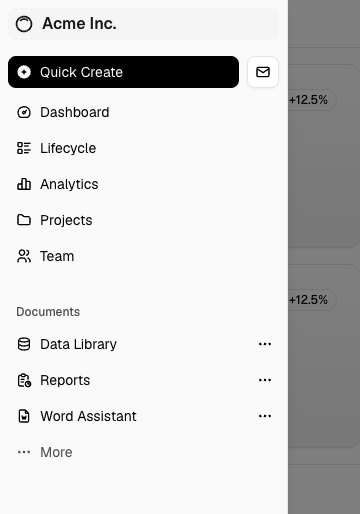 Acme Inc.
Quick Create
Dashboard
Lifecycle
Analytics
Projects
Team
Documents
Data Library
Reports
Word Assistant
More
+12.5%
+12.5%